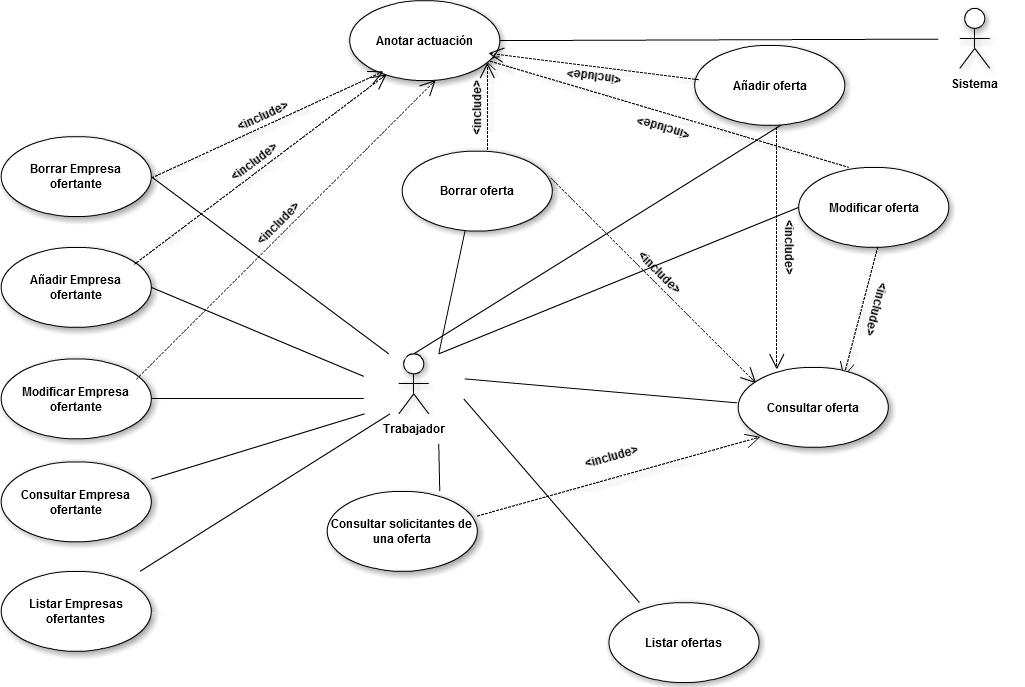 Anotar actuación
Sistema
<include>
Añadir oferta
<include>
<include>
<include>
Borrar Empresa
ofertante
<include>
Borrar oferta
Modificar oferta
<include>
<include>
<include>
Añadir Empresa
ofertante
<include>
<include>
Modificar Empresa
ofertante
Trabajador
Consultar oferta
<include>
Consultar Empresa
ofertante
Consultar solicitantes de
una oferta
Listar Empresas
ofertantes
Listar ofertas